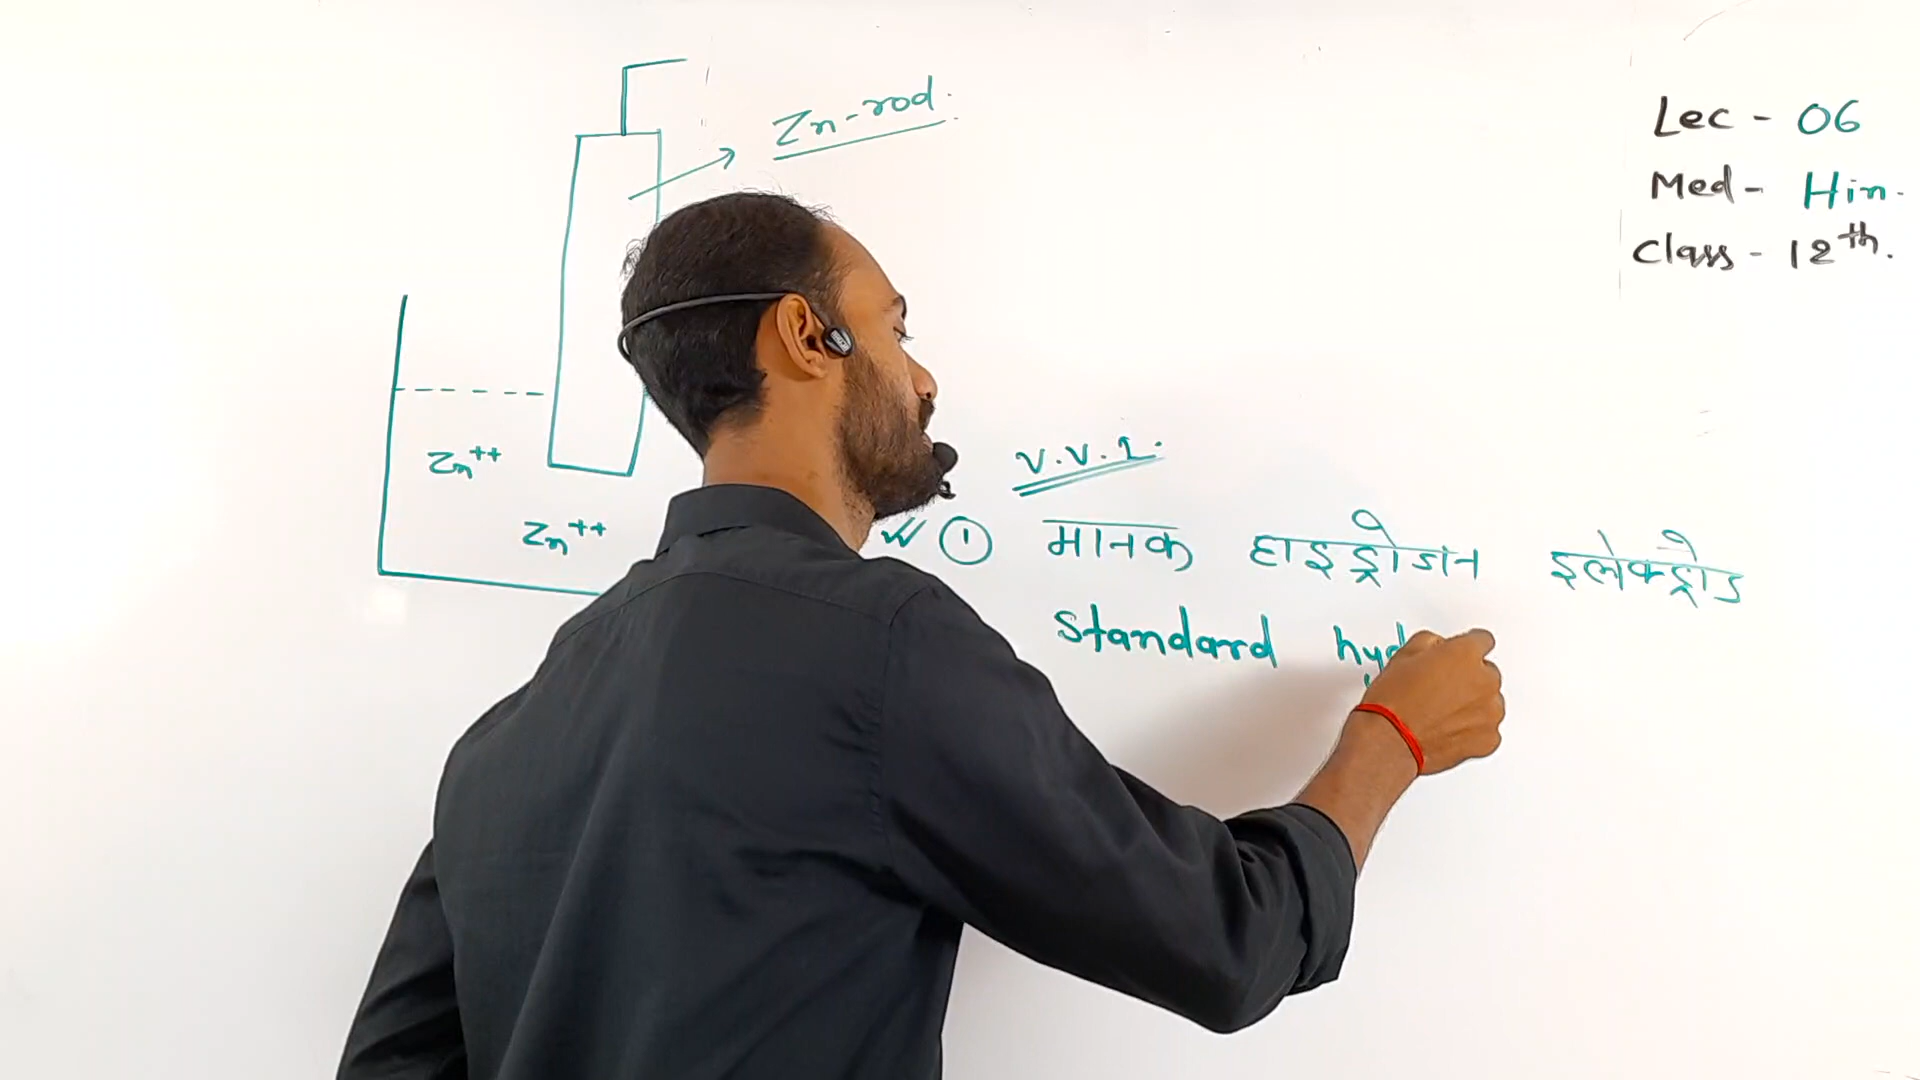 Zn-rod.
Lec - 06
Med - Hin.
Class - 12th.
Zn++
Zn++
V.V.I.
① मानक हाइड्रोजन इलेक्ट्रोड
Standard hyd